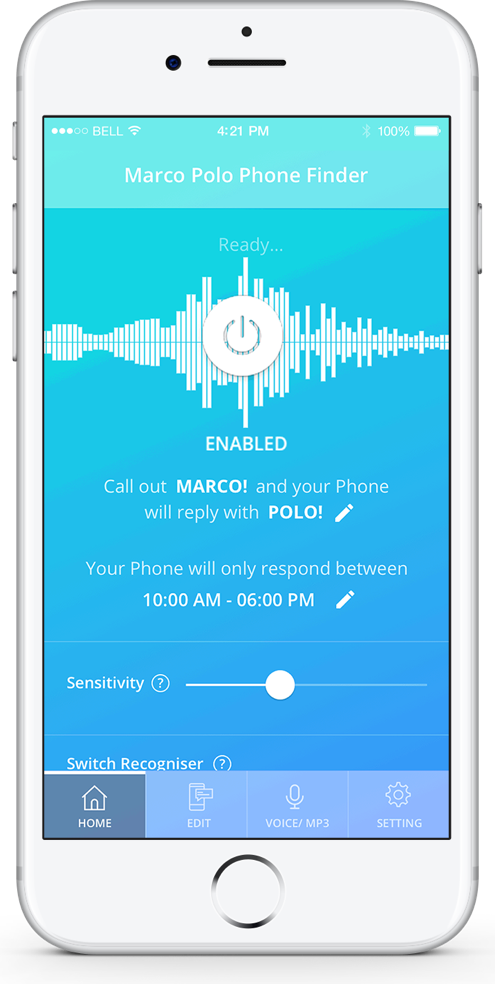 BELL 4:21 PM 100%
Marco Polo Phone Finder
Ready...
ENABLED
Call out MARCO! and your Phone
will reply with POLO!
Your Phone will only respond between
10:00 AM - 06:00 PM
Sensitivity ?
Switch Recogniser ?
HOME EDIT VOICE/ MP3 SETTING